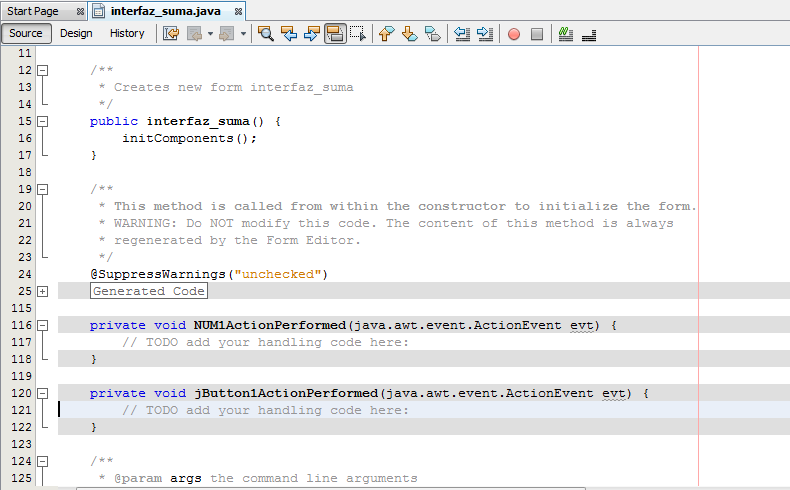 Start Page interfaz_suma.java
Source Design History
11
12 /**
13 * Creates new form interfaz_suma
14 */
15 public interfaz_suma() {
16 initComponents();
17 }
18
19 /**
20 * This method is called from within the constructor to initialize the form.
21 * WARNING: Do NOT modify this code. The content of this method is always
22 * regenerated by the Form Editor.
23 */
24 @SuppressWarnings("unchecked")
25 Generated Code
115
116 private void NUM1ActionPerformed(java.awt.event.ActionEvent evt) {
117 // TODO add your handling code here:
118 }
119
120 private void jButton1ActionPerformed(java.awt.event.ActionEvent evt) {
121 // TODO add your handling code here:
122 }
123
124 /**
125 * @param args the command line arguments